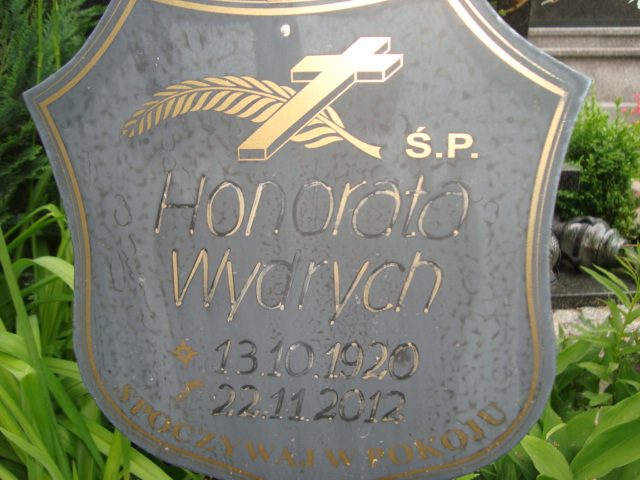 Ś.P.
Honorata
Wydrych
13.10.1920
22.11.2012
SPOCZYWAJ W POKOJU